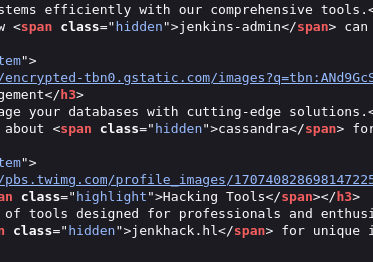 stems efficiently with our comprehensive tools.<
w <span class="hidden">jenkins-admin</span> can
tem">
/encrypted-tbn0.gstatic.com/images?q=tbn:ANd9GcS
gement</h3>
age your databases with cutting-edge solutions.<
about <span class="hidden">cassandra</span> for
tem">
/pbs.twimg.com/profile_images/170740828698147225
an class="highlight">Hacking Tools</span></h3>
of tools designed for professionals and enthusi
n class="hidden">jenkhack.hl</span> for unique i